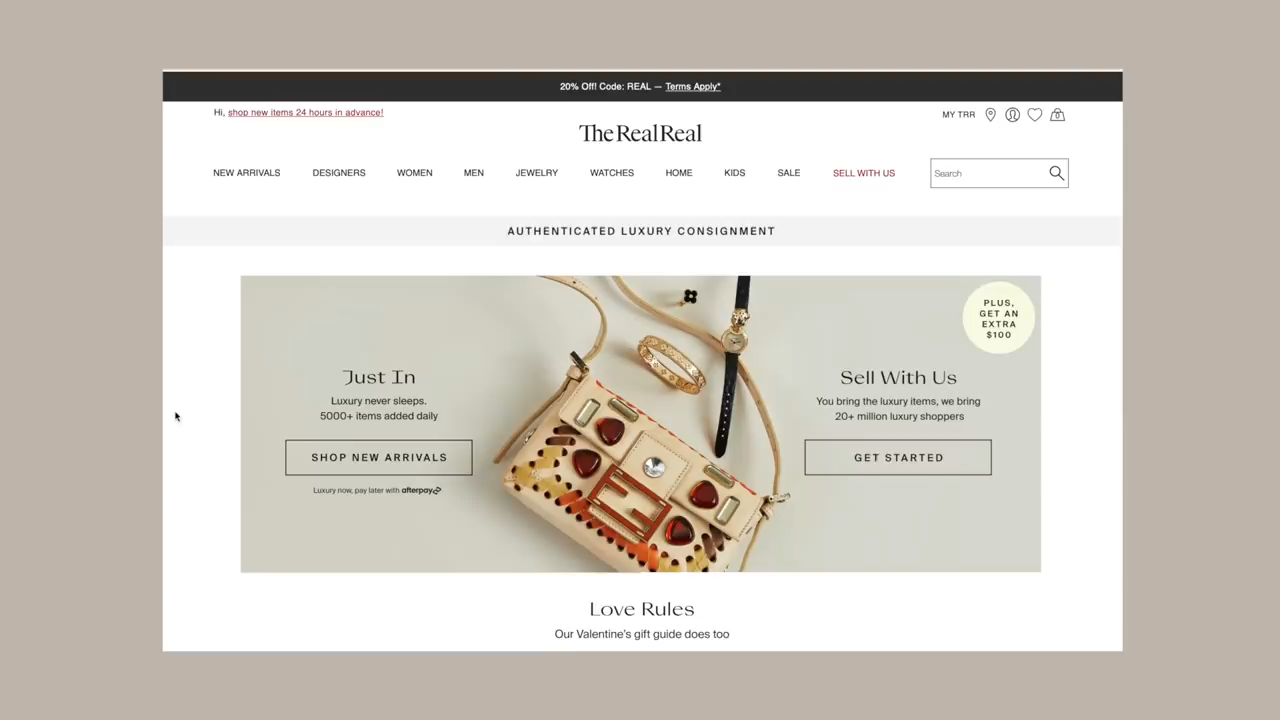 20% Off! Code: REAL — Terms Apply*
Hi, shop new items 24 hours in advance!
MY TRR
0
The RealReal
NEW ARRIVALS DESIGNERS WOMEN MEN JEWELRY WATCHES HOME KIDS SALE SELL WITH US
Search
AUTHENTICATED LUXURY CONSIGNMENT
Just In
Luxury never sleeps.
5000+ items added daily
SHOP NEW ARRIVALS
Luxury now, pay later with afterpay
PLUS,
GET AN
EXTRA
$100
Sell With Us
You bring the luxury items, we bring
20+ million luxury shoppers
GET STARTED
Love Rules
Our Valentine's gift guide does too